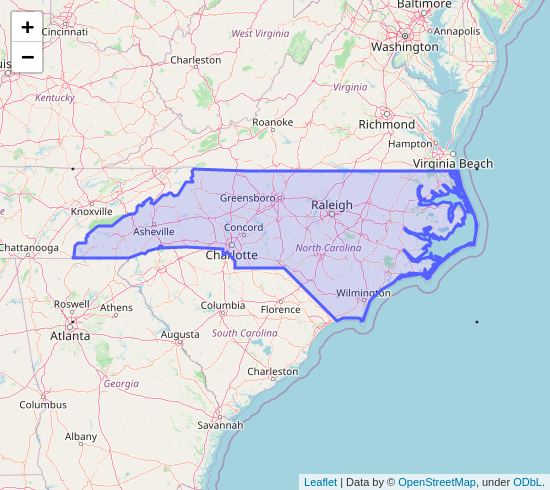 Baltimore
+
Cincinnati
Annapolis
West Virginia
Washington
−
Charleston
Kentucky
Virginia
Roanoke
Richmond
Hampton
Virginia Beach
Knoxville
Greensboro
Raleigh
Asheville
Concord
Chattanooga
Charlotte
North Carolina
Wilmington
Roswell
Athens
Columbia
Florence
Atlanta
Augusta
South Carolina
Charleston
Georgia
Columbus
Savannah
Albany
Leaflet | Data by © OpenStreetMap, under ODbL.